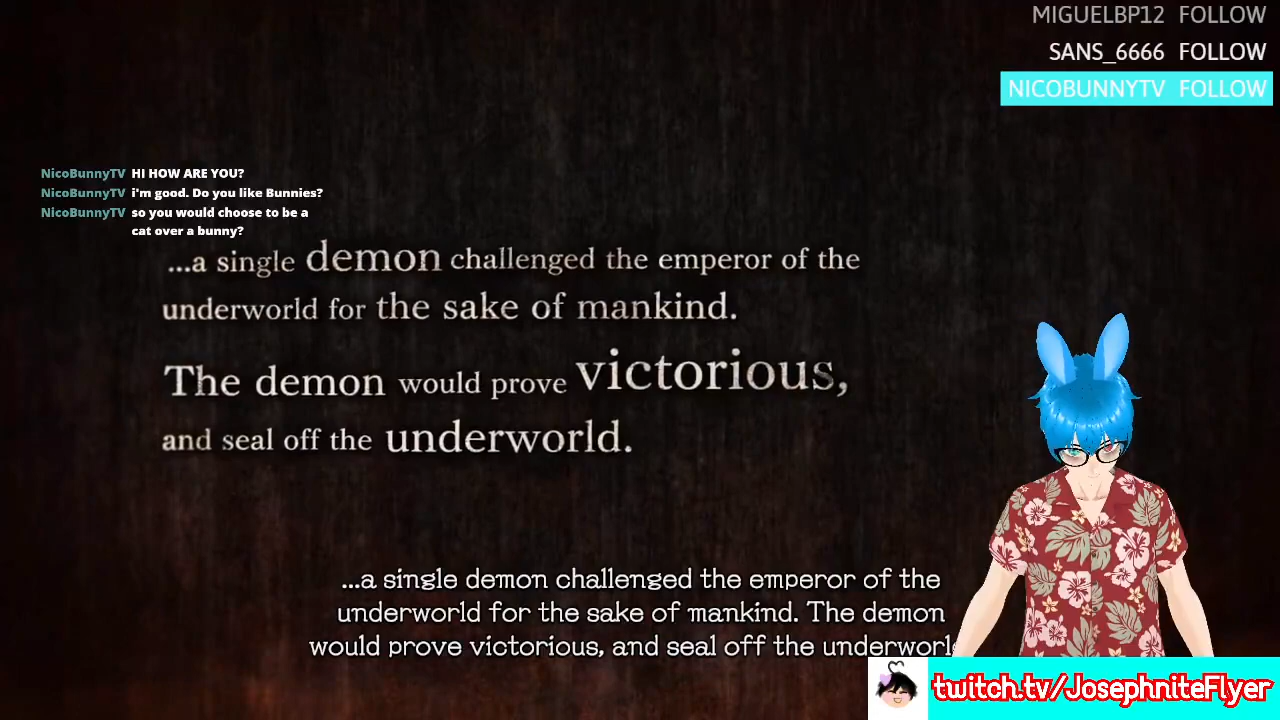 MIGUELBP12 FOLLOW
SANS_6666 FOLLOW
NICOBUNNYTV FOLLOW
NicoBunnyTV HI HOW ARE YOU?
NicoBunnyTV i'm good. Do you like Bunnies?
NicoBunnyTV so you would choose to be a
cat over a bunny?
...a single demon challenged the emperor of the
underworld for the sake of mankind.
The demon would prove victorious,
and seal off the underworld.
...a single demon challenged the emperor of the
underworld for the sake of mankind. The demon
would prove victorious, and seal off the underworl
twitch.tv/JosephniteFlyer